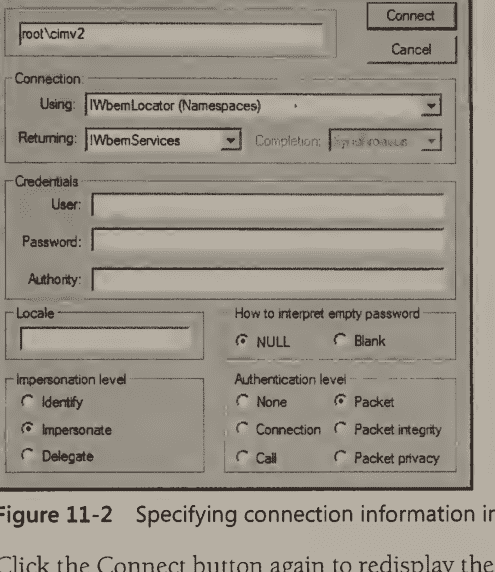 Connect
root\cimv2
Cancel
Connection:
Using: IWbemLocator (Namespaces)
Returning: IWbemServices Completion:
Credentials
User:
Password:
Authority:
Locale
How to interpret empty password
NULL Blank
Impersonation level
Identify
Impersonate
Delegate
Authentication level
None Packet
Connection Packet integrity
Call Packet privacy
Figure 11-2 Specifying connection information in
Click the Connect button again to redisplay the